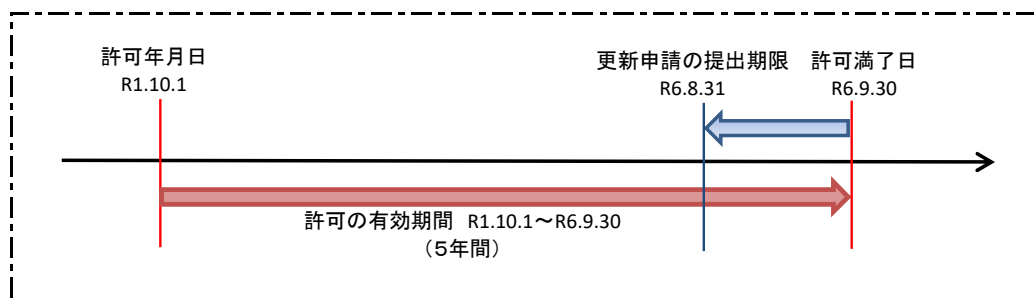 許可年月日
R1.10.1
更新申請の提出期限
R6.8.31
許可満了日
R6.9.30
許可の有効期間 R1.10.1～R6.9.30
（５年間）